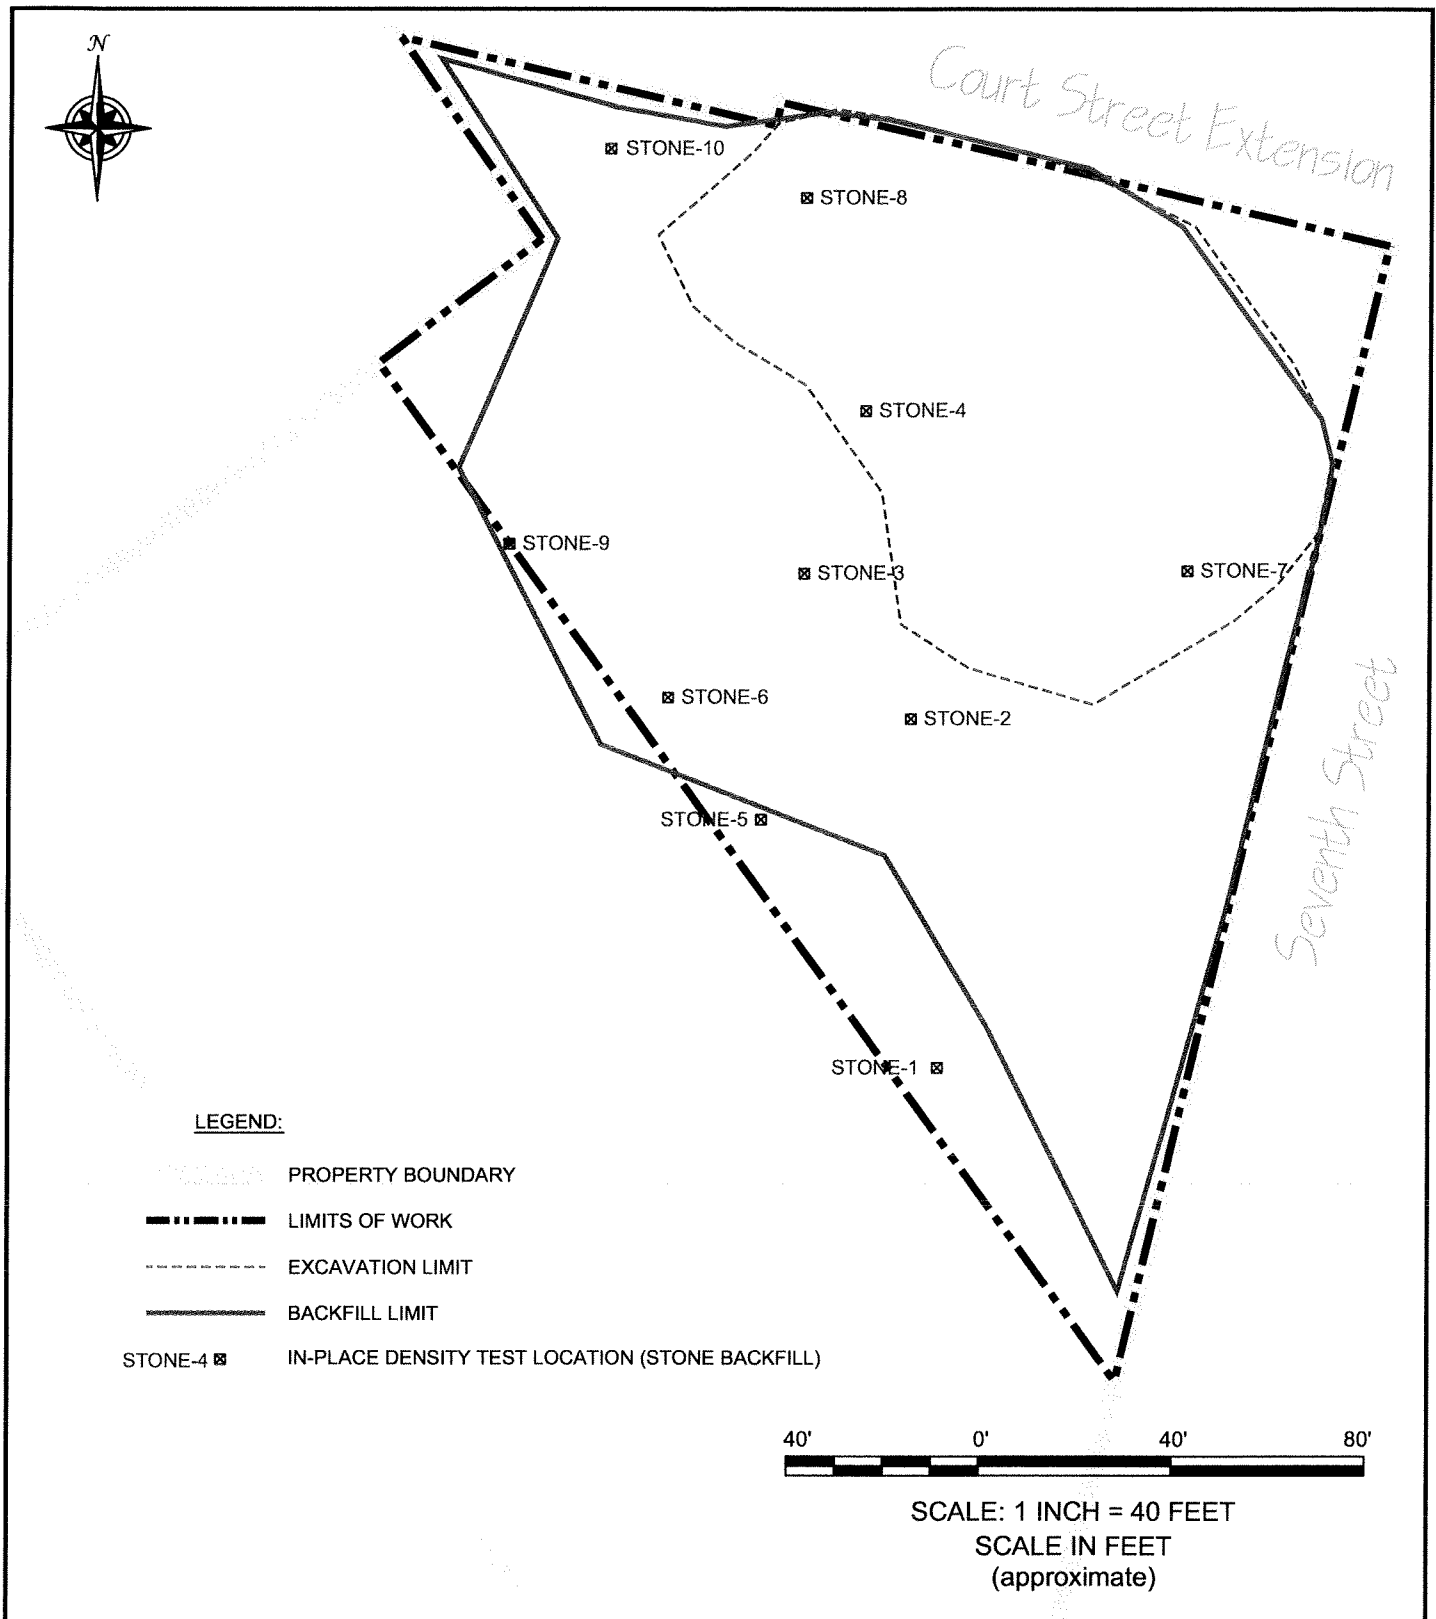 N
Court Street Extension
STONE-10
STONE-8
STONE-4
STONE-9
STONE-3
STONE-7
STONE-6
STONE-2
STONE-5
Seventh Street
STONE-1
LEGEND:
PROPERTY BOUNDARY
LIMITS OF WORK
EXCAVATION LIMIT
BACKFILL LIMIT
STONE-4 IN-PLACE DENSITY TEST LOCATION (STONE BACKFILL)
40' 0' 40' 80'
SCALE: 1 INCH = 40 FEET
SCALE IN FEET
(approximate)